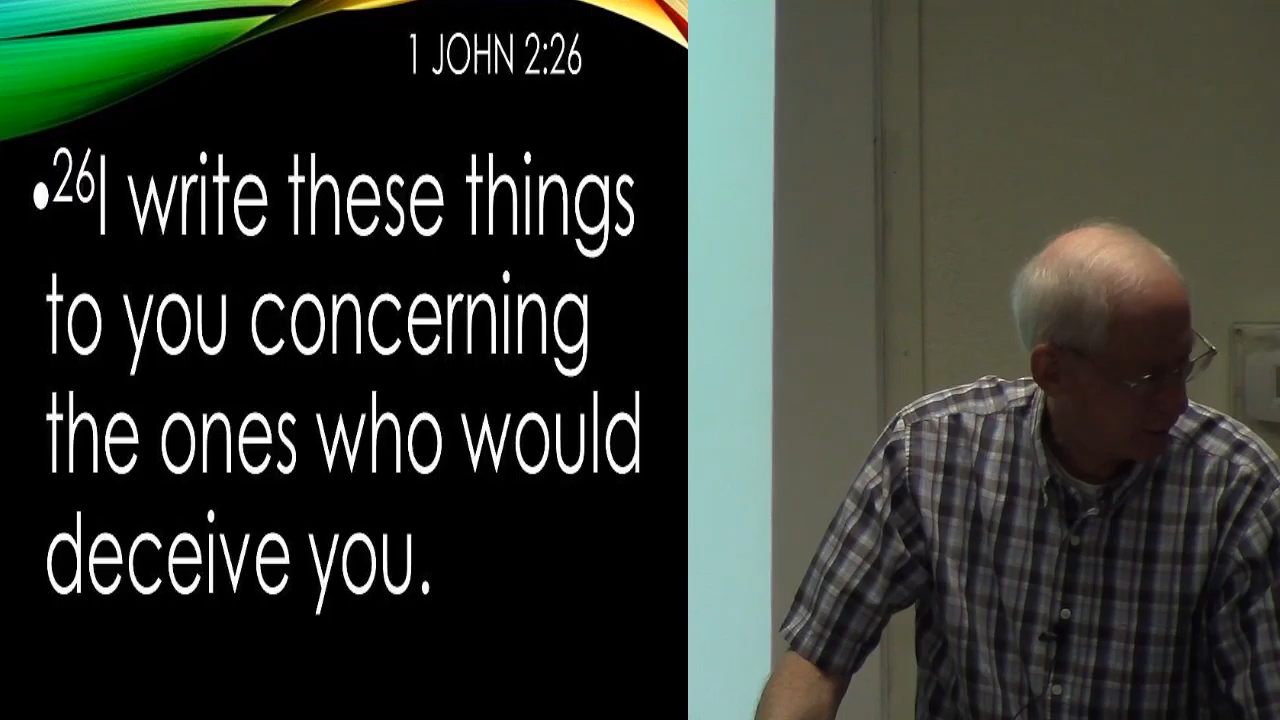 1 JOHN 2:26
•26I write these things
to you concerning
the ones who would
deceive you.